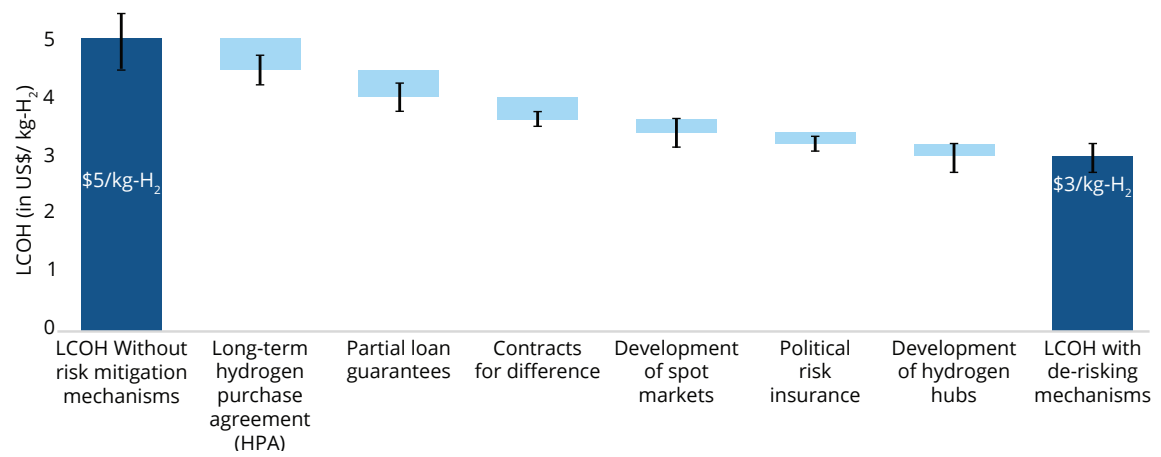 LCOH (in US$/ kg-H₂)
5
4
3
2
1
0
$5/kg-H₂
$3/kg-H₂
LCOH Without
risk mitigation
mechanisms
Long-term
hydrogen
purchase
agreement
(HPA)
Partial loan
guarantees
Contracts
for difference
Development
of spot
markets
Political
risk
insurance
Development
of hydrogen
hubs
LCOH with
de-risking
mechanisms